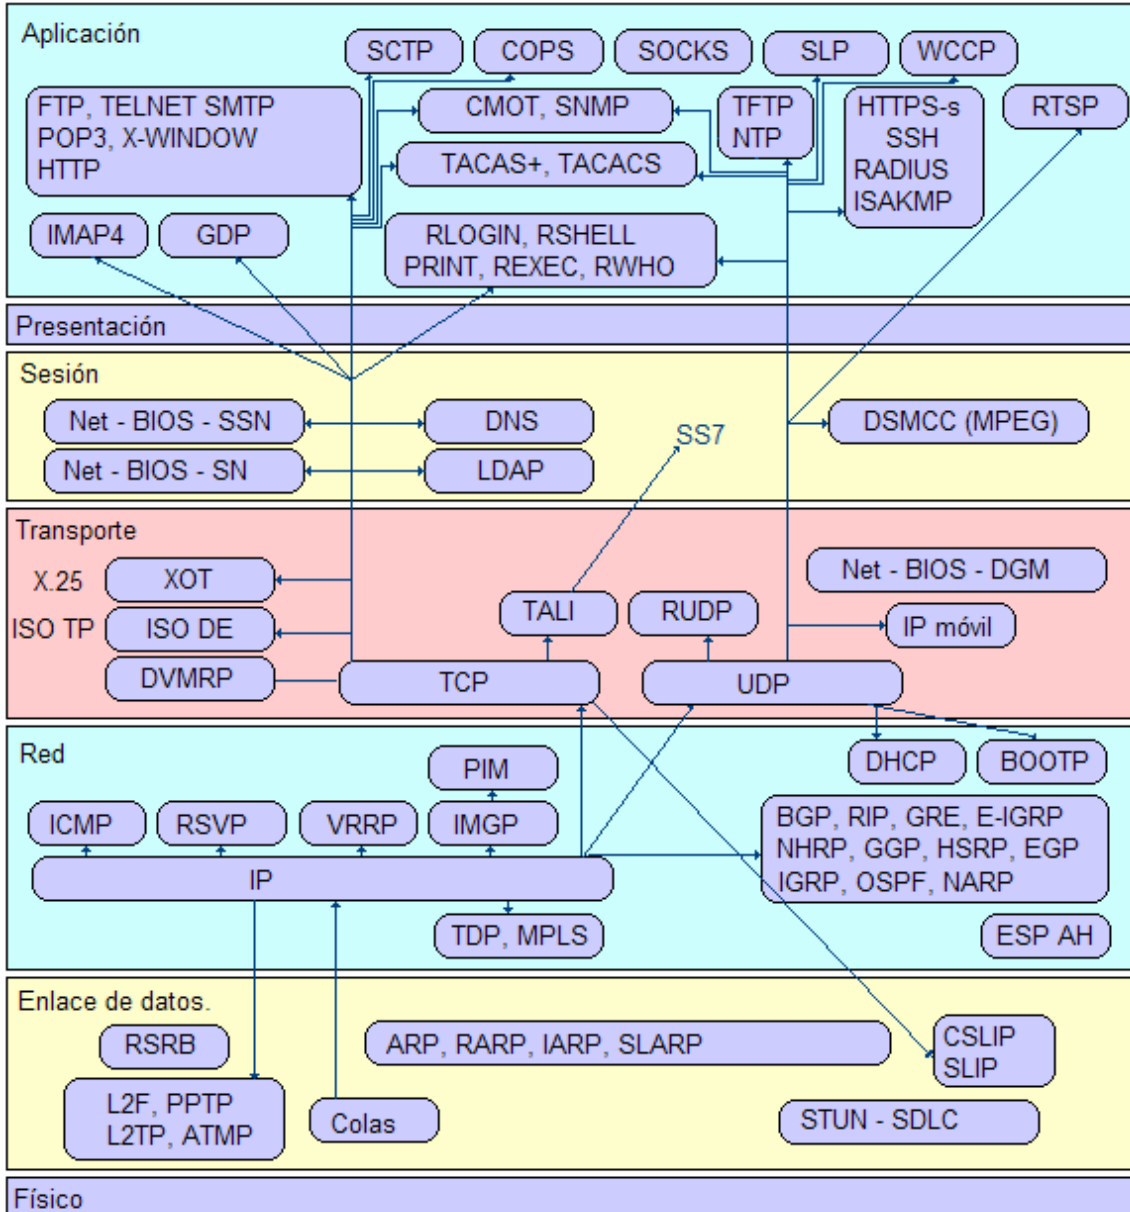 Aplicación
SCTP
COPS
SOCKS
SLP
WCCP
FTP, TELNET SMTP
POP3, X-WINDOW
HTTP
CMOT, SNMP
TFTP
NTP
HTTPS-s
SSH
RADIUS
ISAKMP
RTSP
TACAS+, TACACS
IMAP4
GDP
RLOGIN, RSHELL
PRINT, REXEC, RWHO
Presentación
Sesión
Net - BIOS - SSN
DNS
SS7
DSMCC (MPEG)
Net - BIOS - SN
LDAP
Transporte
X.25
XOT
Net - BIOS - DGM
ISO TP
ISO DE
TALI
RUDP
IP móvil
DVMRP
TCP
UDP
Red
PIM
DHCP
BOOTP
ICMP
RSVP
VRRP
IMGP
BGP, RIP, GRE, E-IGRP
NHRP, GGP, HSRP, EGP
IGRP, OSPF, NARP
IP
TDP, MPLS
ESP AH
Enlace de datos.
RSRB
ARP, RARP, IARP, SLARP
CSLIP
SLIP
L2F, PPTP
L2TP, ATMP
Colas
STUN - SDLC
Físico